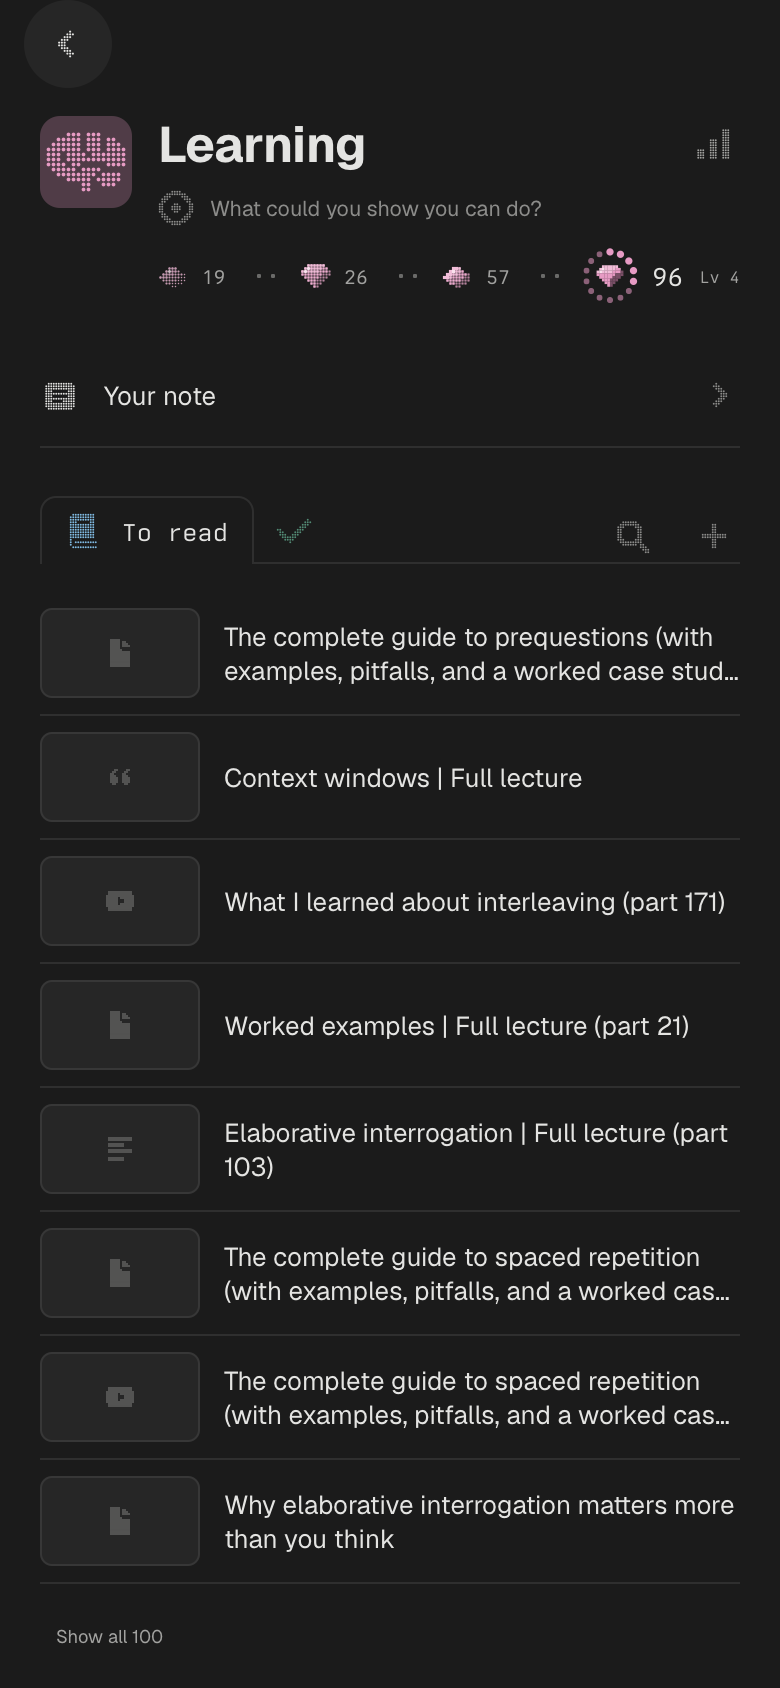 Learning
What could you show you can do?
19
26
57
96 Lv 4
Your note
To read
The complete guide to prequestions (with
examples, pitfalls, and a worked case stud…
Context windows | Full lecture
What I learned about interleaving (part 171)
Worked examples | Full lecture (part 21)
Elaborative interrogation | Full lecture (part
103)
The complete guide to spaced repetition
(with examples, pitfalls, and a worked cas…
The complete guide to spaced repetition
(with examples, pitfalls, and a worked cas…
Why elaborative interrogation matters more
than you think
Show all 100